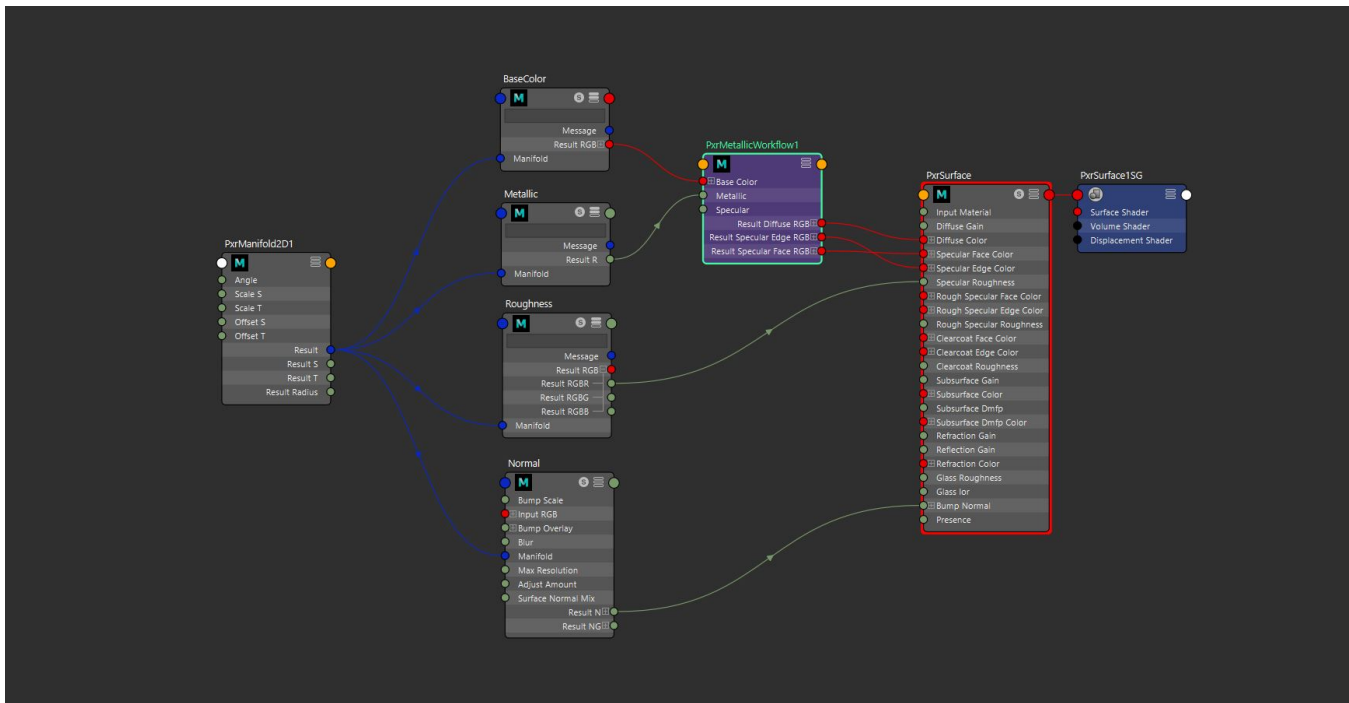 PxrManifold2D1
M
Angle
Scale S
Scale T
Offset S
Offset T
Result
Result S
Result T
Result Radius
BaseColor
M
S
Message
Result RGB
Manifold
Metallic
M
S
Message
Result R
Manifold
Roughness
M
S
Message
Result RGB
Result RGBR
Result RGBG
Result RGBB
Manifold
Normal
M
S
Bump Scale
Input RGB
Bump Overlay
Blur
Manifold
Max Resolution
Adjust Amount
Surface Normal Mix
Result N
Result NG
PxrMetallicWorkflow1
M
Base Color
Metallic
Specular
Result Diffuse RGB
Result Specular Edge RGB
Result Specular Face RGB
PxrSurface
M
S
Input Material
Diffuse Gain
Diffuse Color
Specular Face Color
Specular Edge Color
Specular Roughness
Rough Specular Face Color
Rough Specular Edge Color
Rough Specular Roughness
Clearcoat Face Color
Clearcoat Edge Color
Clearcoat Roughness
Subsurface Gain
Subsurface Color
Subsurface Dmfp
Subsurface Dmfp Color
Refraction Gain
Reflection Gain
Refraction Color
Glass Roughness
Glass Ior
Bump Normal
Presence
PxrSurface1SG
Surface Shader
Volume Shader
Displacement Shader